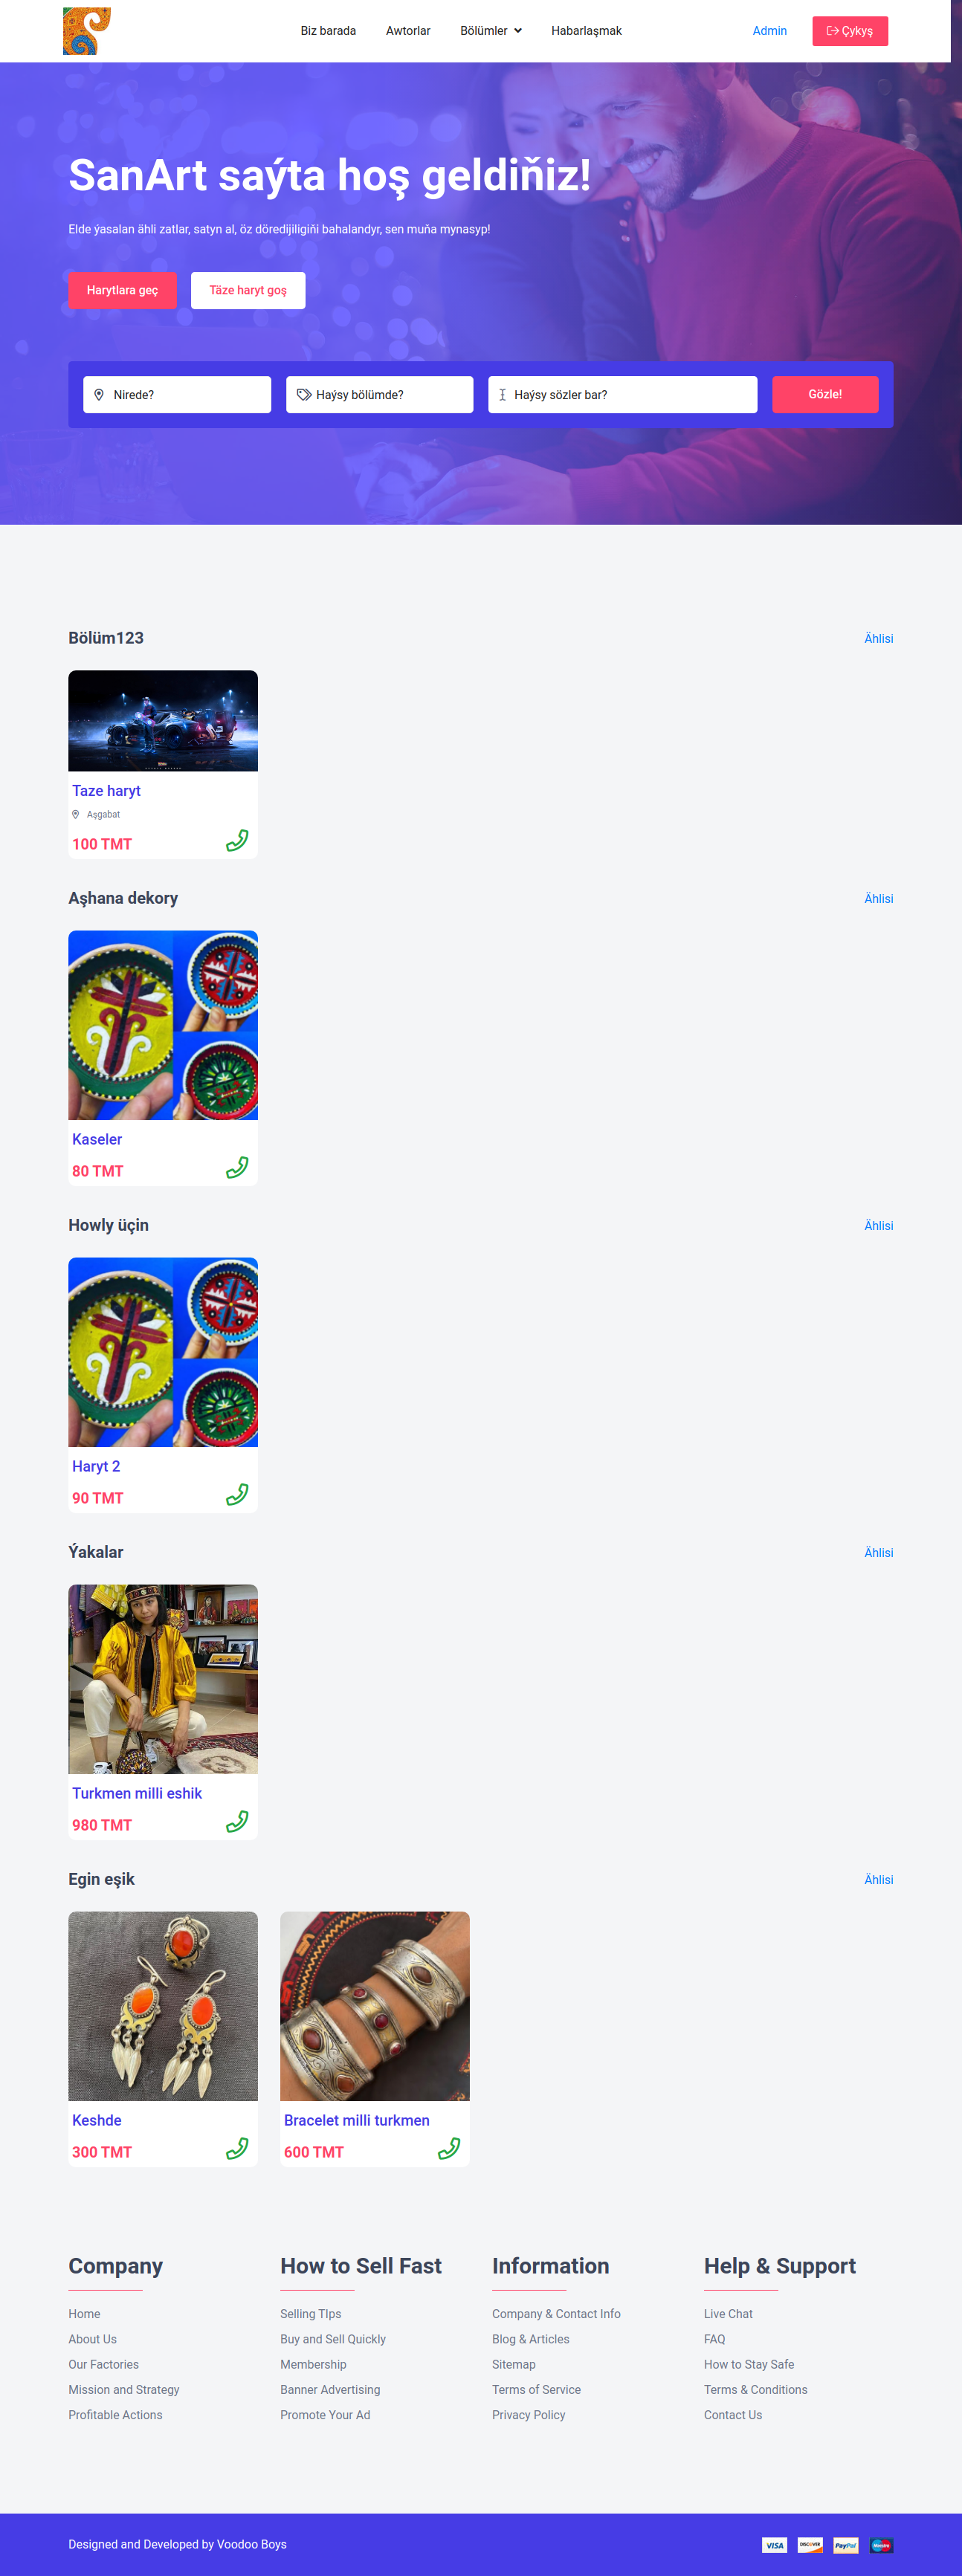 Biz barada Awtorlar Bölümler Habarlaşmak Admin Çykyş
SanArt saýta hoş geldiňiz!
Elde ýasalan ähli zatlar, satyn al, öz döredijiligiňi bahalandyr, sen muňa mynasyp!
Harytlara geç Täze haryt goş
Nirede? Haýsy bölümde? Haýsy sözler bar? Gözle!
Bölüm123 Ählisi
Taze haryt
Aşgabat
100 TMT
Aşhana dekory Ählisi
Kaseler
80 TMT
Howly üçin Ählisi
Haryt 2
90 TMT
Ýakalar Ählisi
Turkmen milli eshik
980 TMT
Egin eşik Ählisi
Keshde Bracelet milli turkmen
300 TMT 600 TMT
Company How to Sell Fast Information Help & Support
Home Selling TIps Company & Contact Info Live Chat
About Us Buy and Sell Quickly Blog & Articles FAQ
Our Factories Membership Sitemap How to Stay Safe
Mission and Strategy Banner Advertising Terms of Service Terms & Conditions
Profitable Actions Promote Your Ad Privacy Policy Contact Us
Designed and Developed by Voodoo Boys VISA DISCOVER PayPal Maestro